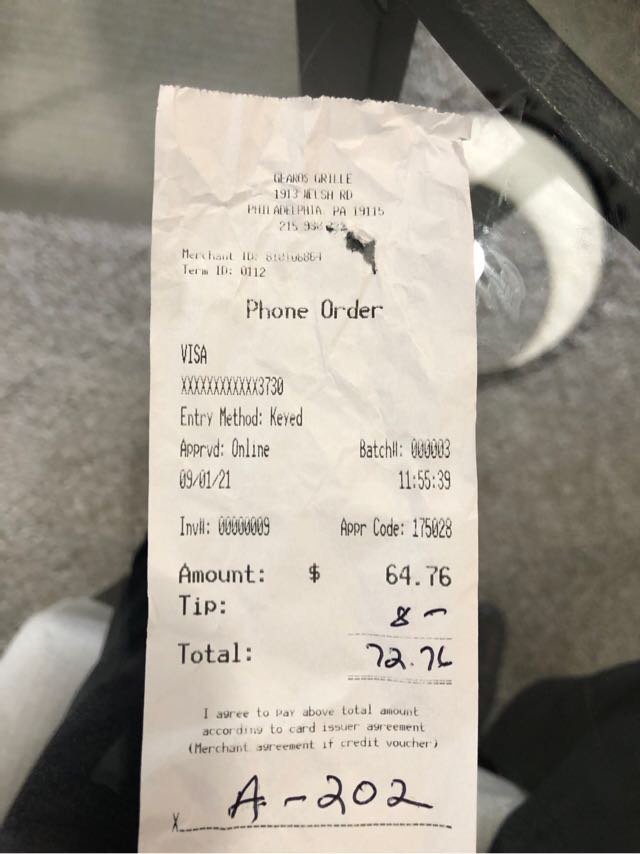 GEANOS GRILLE
1913 WELSH RD
PHILADELPHIA, PA 19115
215
Merchant ID:
Term ID: 0112
Phone Order
VISA
XXXXXXXXXXXX3730
Entry Method: Keyed
Apprvd: Online Batch#: 000003
09/01/21 11:55:39
Inv#: 00000009 Appr Code: 175028
Amount: $ 64.76
Tip: 8 —
Total: 72.76
I agree to pay above total amount
according to card issuer agreement
(Merchant agreement if credit voucher)
A-202
X